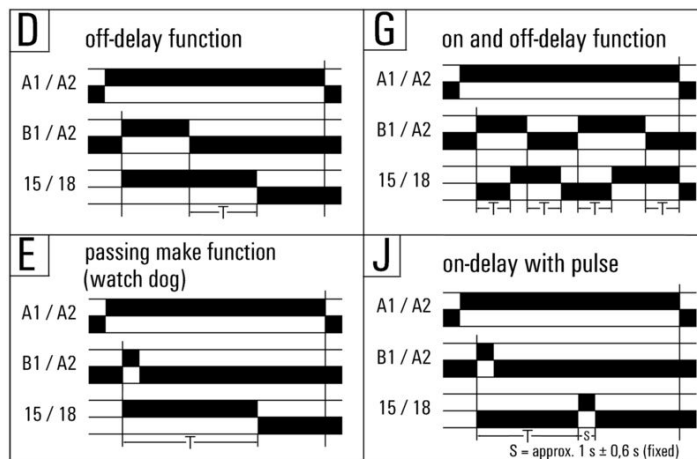 D
off-delay function
A1 / A2
B1 / A2
15 / 18
T
G
on and off-delay function
A1 / A2
B1 / A2
15 / 18
T T T T
E
passing make function
(watch dog)
A1 / A2
B1 / A2
15 / 18
T
J
on-delay with pulse
A1 / A2
B1 / A2
15 / 18
T S
S = approx. 1 s ± 0,6 s (fixed)